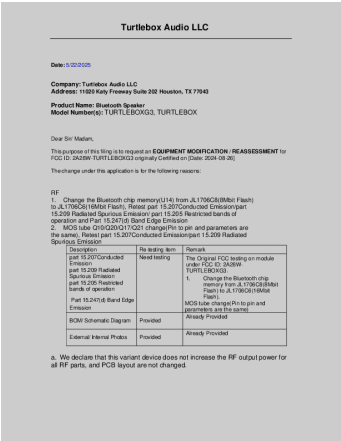 Turtlebox Audio LLC
Date: 5/22/2025
Company: Turtlebox Audio LLC
Address: 11020 Katy Freeway Suite 202 Houston, TX 77043
Product Name: Bluetooth Speaker
Model Number(s): TURTLEBOXG3, TURTLEBOX
Dear Sir/ Madam,
This purpose of this filing is to request an EQUIPMENT MODIFICATION / REASSESSMENT for
FCC ID: 2A28W-TURTLEBOXG3 originally Certified on [Date: 2024-08-26]
The change under this application is for the following reasons:
RF
1. Change the Bluetooth chip memory(U14) from JL1706C8(8Mbit Flash)
to JL1706C6(16Mbit Flash), Retest part 15.207Conducted Emission/part
15.209 Radiated Spurious Emission/ part 15.205 Restricted bands of
operation and Part 15.247(d) Band Edge Emission
2. MOS tube Q10/Q20/Q17/Q21 change(Pin to pin and parameters are
the same), Retest part 15.207Conducted Emission/part 15.209 Radiated
Spurious Emission
Description Re-testing item Remark
part 15.207Conducted
Emission
part 15.209 Radiated
Spurious Emission
part 15.205 Restricted
bands of operation
Part 15.247(d) Band Edge
Emission
Need testing
The Original FCC testing on module
under FCC ID: 2A28W-
TURTLEBOXG3.
1. Change the Bluetooth chip
memory from JL1706C8(8Mbit
Flash) to JL1706C6(16Mbit
Flash).
MOS tube change(Pin to pin and
parameters are the same)
BOM/ Schematic Diagram Provided Already Provided
External/ Internal Photos Provided Already Provided
a. We declare that this variant device does not increase the RF output power for
all RF parts, and PCB layout are not changed.